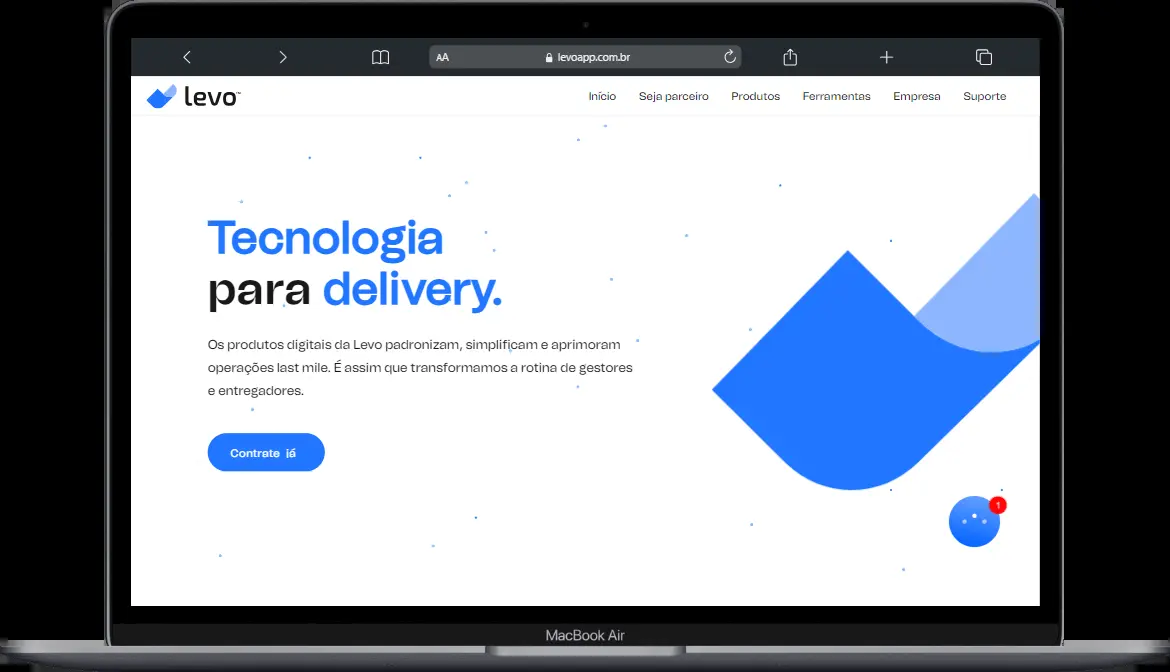 AA
levoapp.com.br
levo™
Início Seja parceiro Produtos Ferramentas Empresa Suporte
Tecnologia
para delivery.
Os produtos digitais da Levo padronizam, simplificam e aprimoram
operações last mile. É assim que transformamos a rotina de gestores
e entregadores.
Contrate já
1
MacBook Air